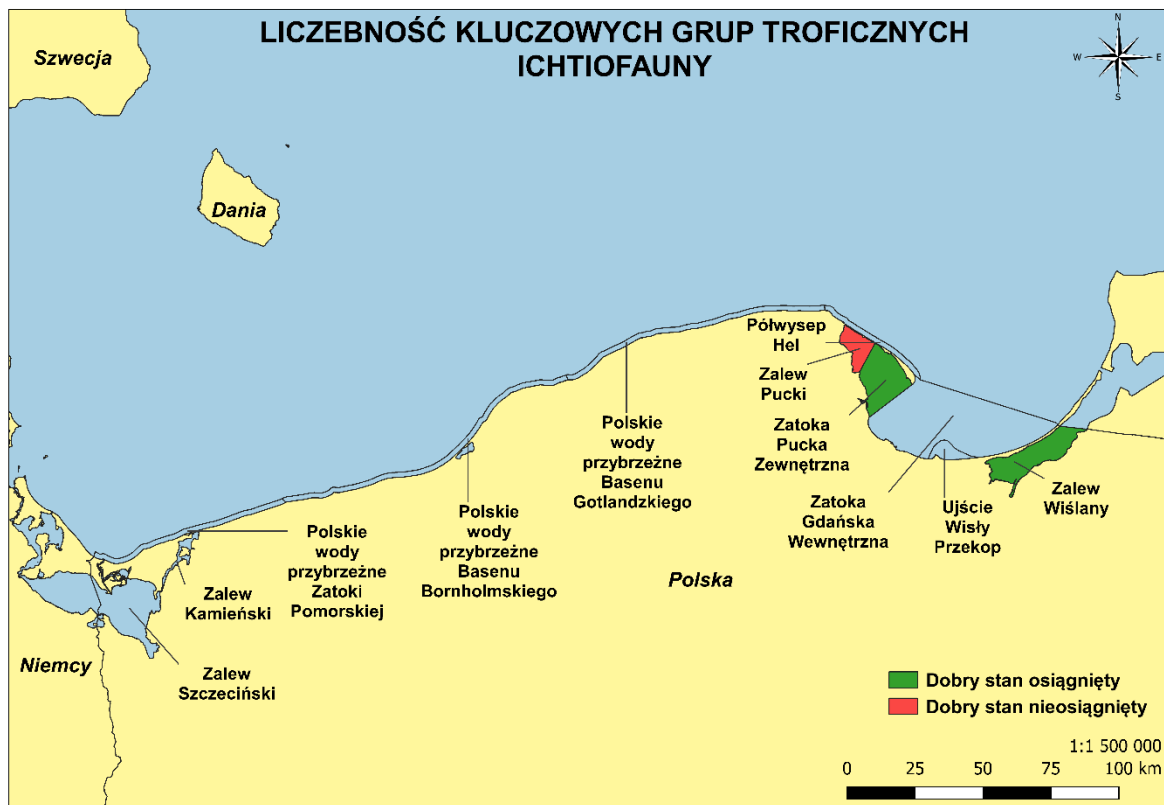 LICZEBNOŚĆ KLUCZOWYCH GRUP TROFICZNYCH
ICHTIOFAUNY
N
W
E
S
Szwecja
Dania
Półwysep
Hel
Zalew
Pucki
Zatoka
Pucka
Zewnętrzna
Zatoka
Gdańska
Wewnętrzna
Ujście
Wisły
Przekop
Zalew
Wiślany
Polskie
wody
przybrzeżne
Basenu
Gotlandzkiego
Polskie
wody
przybrzeżne
Basenu
Bornholmskiego
Polskie
wody
przybrzeżne
Zatoki
Pomorskiej
Zalew
Kamieński
Zalew
Szczeciński
Niemcy
Polska
Dobry stan osiągnięty
Dobry stan nieosiągnięty
1:1 500 000
0 25 50 75 100 km